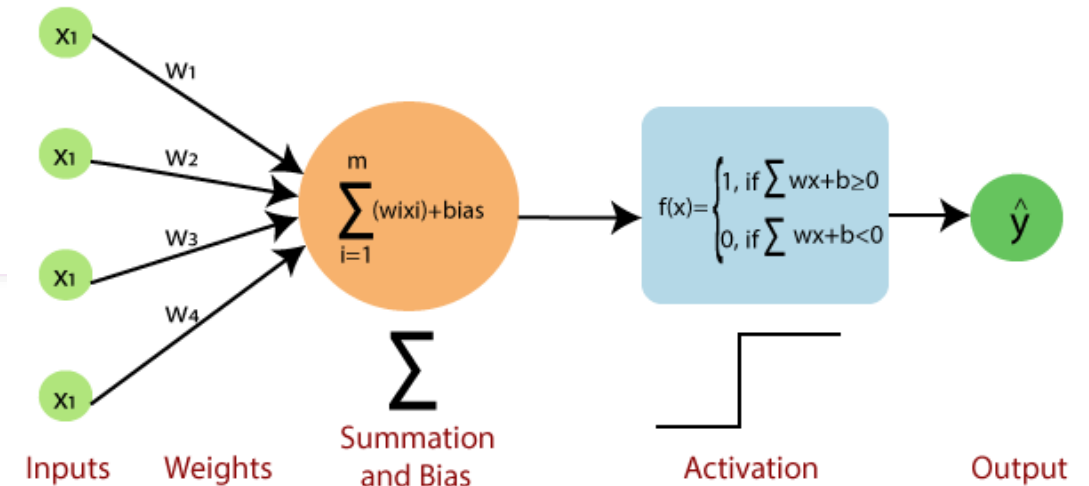 x₁
w₁
x₁
w₂
x₁
w₃
x₁
w₄
m
∑(wixi)+bias
i=1
f(x)={1, if ∑ wx+b≥0
0, if ∑ wx+b<0
ŷ
∑
Summation
and Bias
Inputs
Weights
Activation
Output